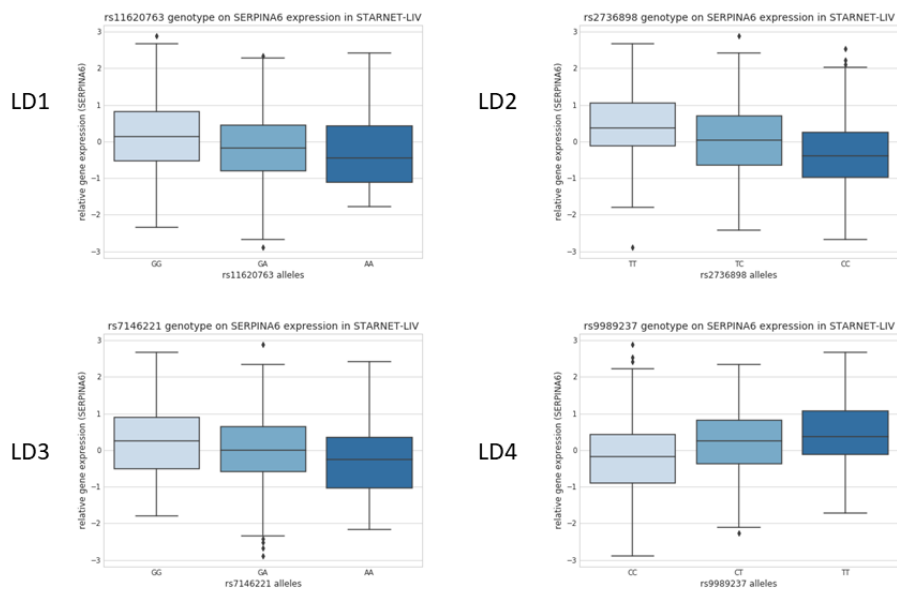 rs11620763 genotype on SERPINA6 expression in STARNET-LIV
LD1
relative gene expression (SERPINA6)
3
2
1
0
−1
−2
−3
GG GA AA
rs11620763 alleles
rs2736898 genotype on SERPINA6 expression in STARNET-LIV
LD2
relative gene expression (SERPINA6)
3
2
1
0
−1
−2
−3
TT TC CC
rs2736898 alleles
rs7146221 genotype on SERPINA6 expression in STARNET-LIV
LD3
relative gene expression (SERPINA6)
3
2
1
0
−1
−2
−3
GG GA AA
rs7146221 alleles
rs9989237 genotype on SERPINA6 expression in STARNET-LIV
LD4
relative gene expression (SERPINA6)
3
2
1
0
−1
−2
−3
CC CT TT
rs9989237 alleles